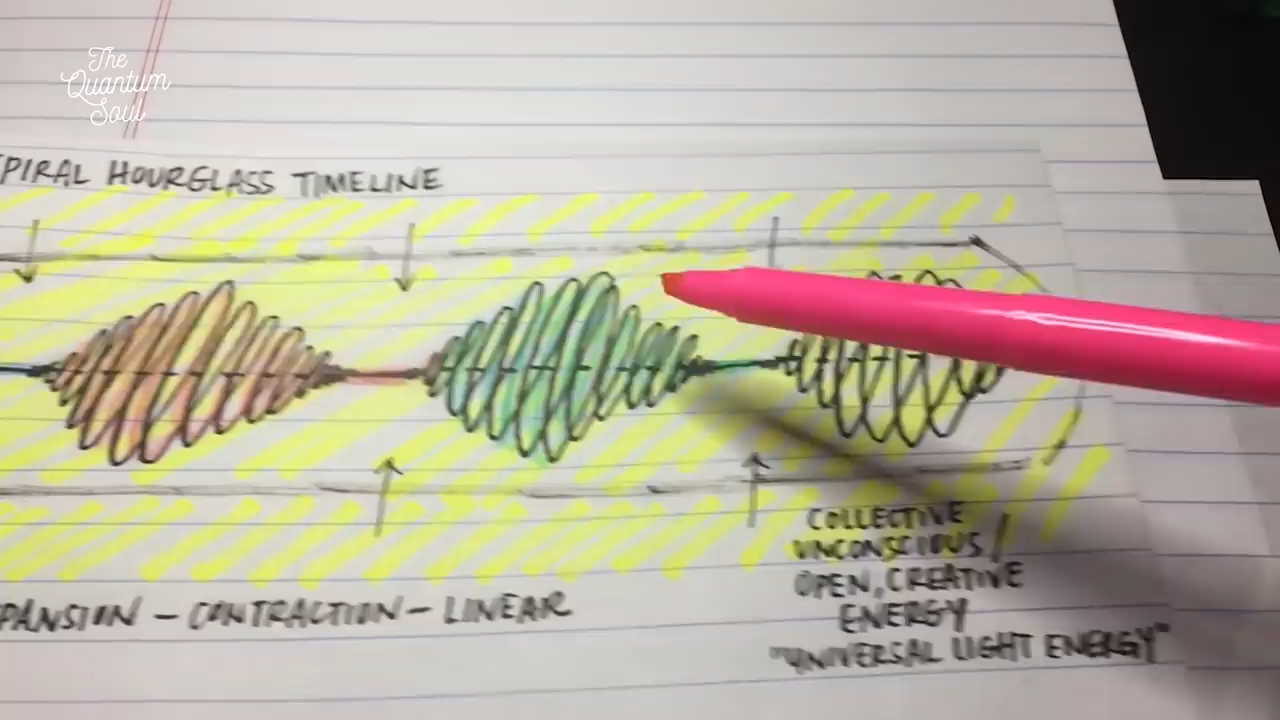 The
Quantum
Soul
SPIRAL HOURGLASS TIMELINE
PANSION - CONTRACTION - LINEAR
COLLECTIVE
UNCONSCIOUS /
OPEN, CREATIVE
ENERGY
"UNIVERSAL LIGHT ENERGY"